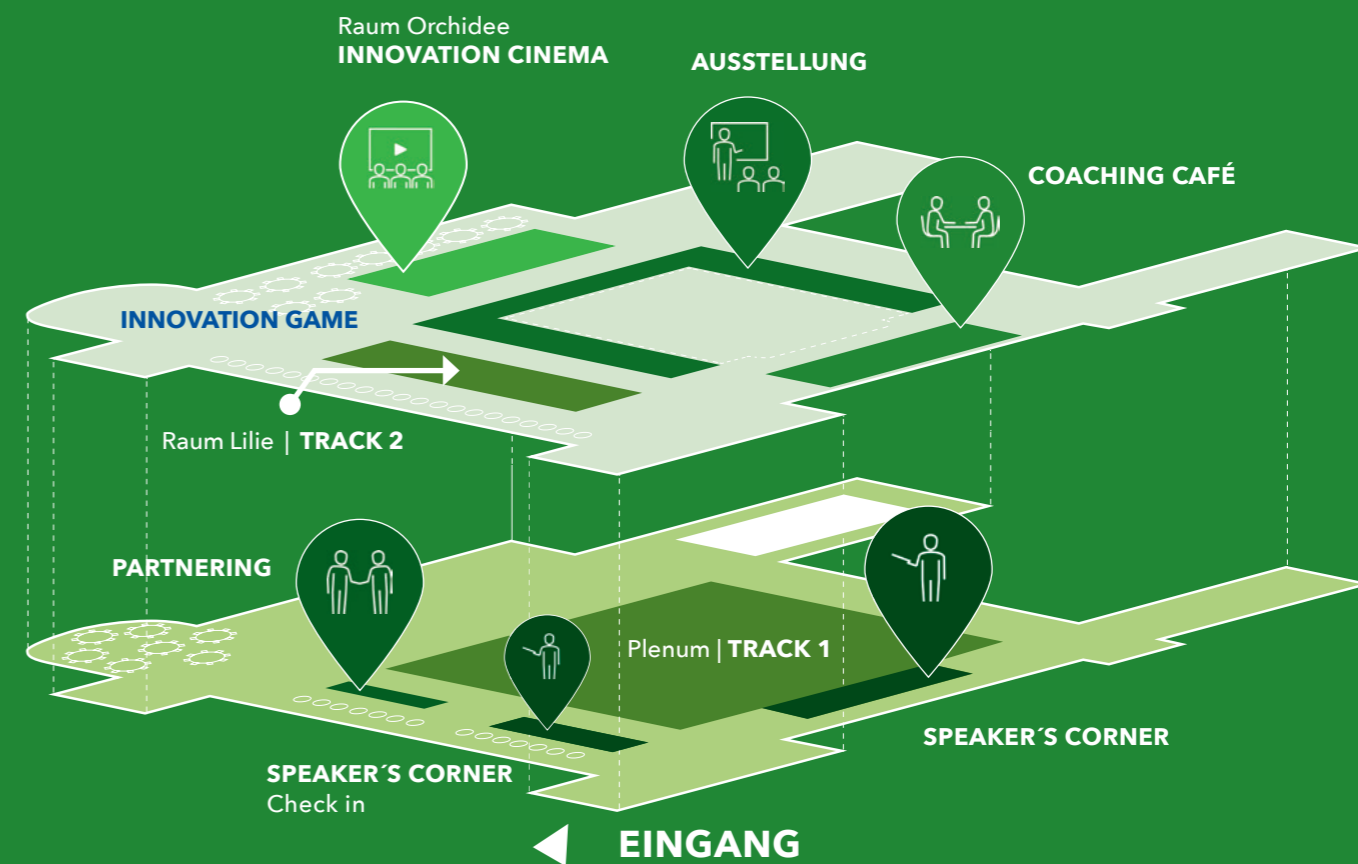 Raum Orchidee
INNOVATION CINEMA
AUSSTELLUNG
COACHING CAFÉ
INNOVATION GAME
Raum Lilie | TRACK 2
PARTNERING
Plenum | TRACK 1
SPEAKER´S CORNER
SPEAKER´S CORNER
Check in
EINGANG